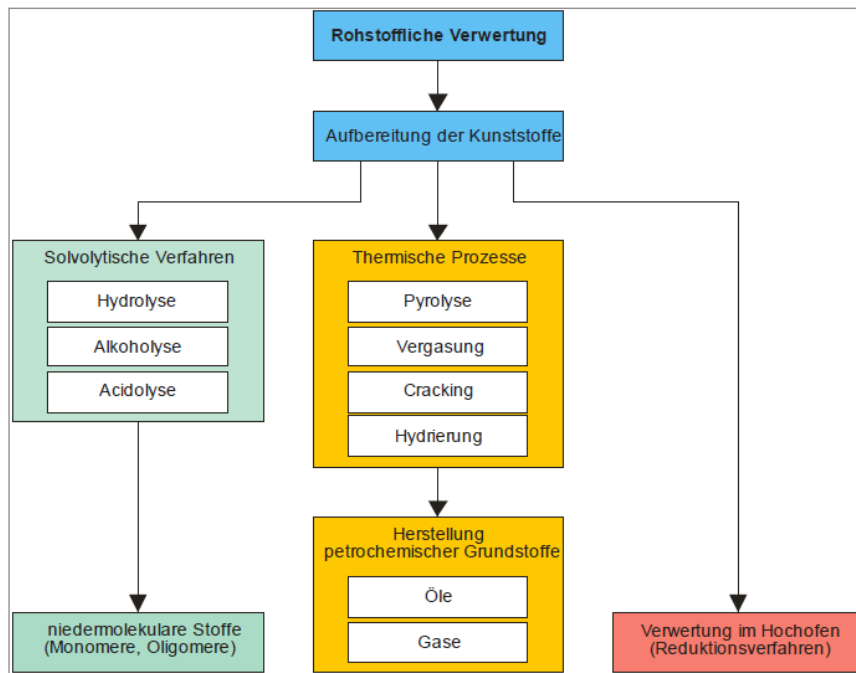 Rohstoffliche Verwertung
Aufbereitung der Kunststoffe
Solvolytische Verfahren
Hydrolyse
Alkoholyse
Acidolyse
Thermische Prozesse
Pyrolyse
Vergasung
Cracking
Hydrierung
Herstellung
petrochemischer Grundstoffe
Öle
Gase
niedermolekulare Stoffe
(Monomere, Oligomere)
Verwertung im Hochofen
(Reduktionsverfahren)